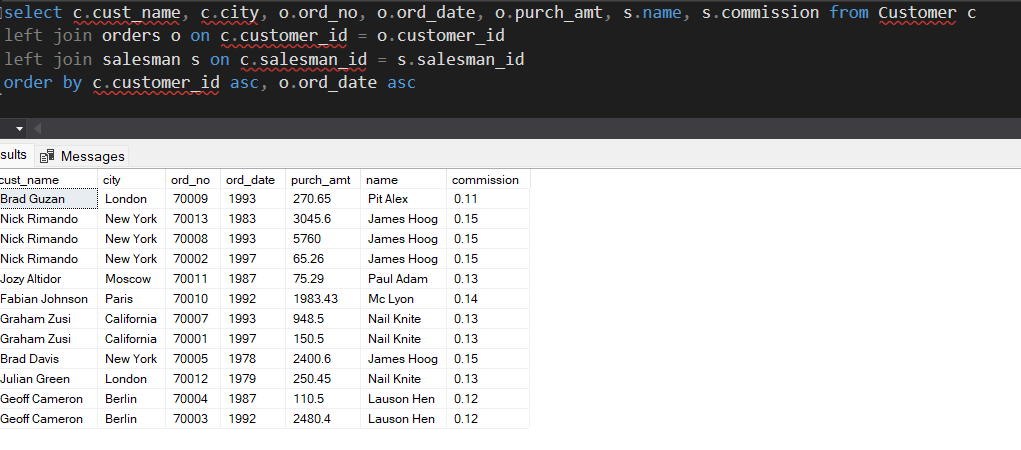 select c.cust_name, c.city, o.ord_no, o.ord_date, o.purch_amt, s.name, s.commission from Customer c
left join orders o on c.customer_id = o.customer_id
left join salesman s on c.salesman_id = s.salesman_id
order by c.customer_id asc, o.ord_date asc
sults Messages
cust_name city ord_no ord_date purch_amt name commission
Brad Guzan London 70009 1993 270.65 Pit Alex 0.11
Nick Rimando New York 70013 1983 3045.6 James Hoog 0.15
Nick Rimando New York 70008 1993 5760 James Hoog 0.15
Nick Rimando New York 70002 1997 65.26 James Hoog 0.15
Jozy Altidor Moscow 70011 1987 75.29 Paul Adam 0.13
Fabian Johnson Paris 70010 1992 1983.43 Mc Lyon 0.14
Graham Zusi California 70007 1993 948.5 Nail Knite 0.13
Graham Zusi California 70001 1997 150.5 Nail Knite 0.13
Brad Davis New York 70005 1978 2400.6 James Hoog 0.15
Julian Green London 70012 1979 250.45 Nail Knite 0.13
Geoff Cameron Berlin 70004 1987 110.5 Lauson Hen 0.12
Geoff Cameron Berlin 70003 1992 2480.4 Lauson Hen 0.12